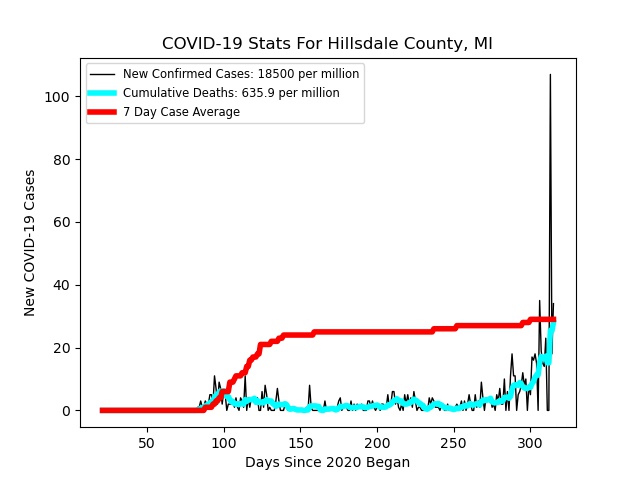 COVID-19 Stats For Hillsdale County, MI
New Confirmed Cases: 18500 per million
Cumulative Deaths: 635.9 per million
7 Day Case Average
New COVID-19 Cases
100
80
60
40
20
0
50 100 150 200 250 300
Days Since 2020 Began